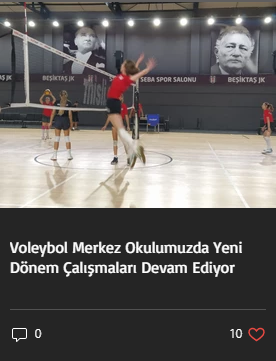 BEŞİKTAŞ JK
SEBA SPOR SALONU
BEŞİKTAŞ JK
Voleybol Merkez Okulumuzda Yeni
Dönem Çalışmaları Devam Ediyor
0
10